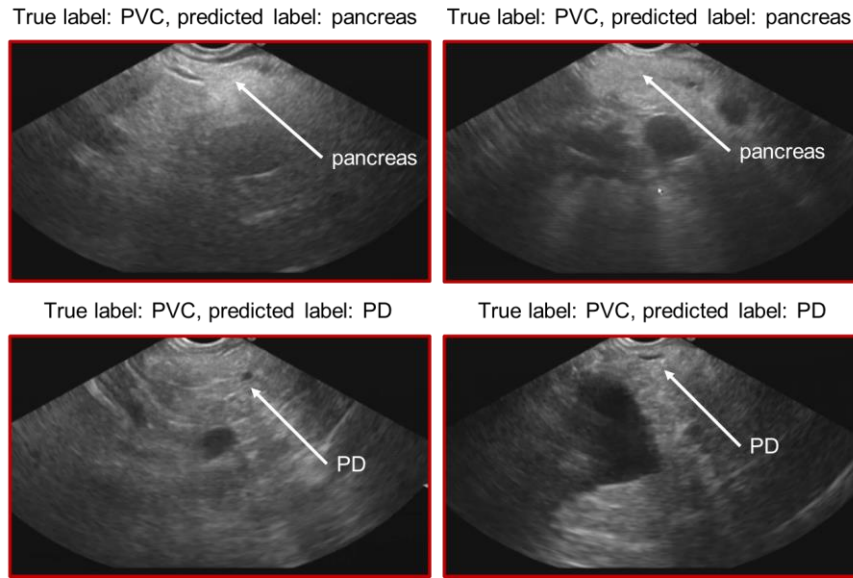 True label: PVC, predicted label: pancreas
True label: PVC, predicted label: pancreas
pancreas
pancreas
True label: PVC, predicted label: PD
True label: PVC, predicted label: PD
PD
PD